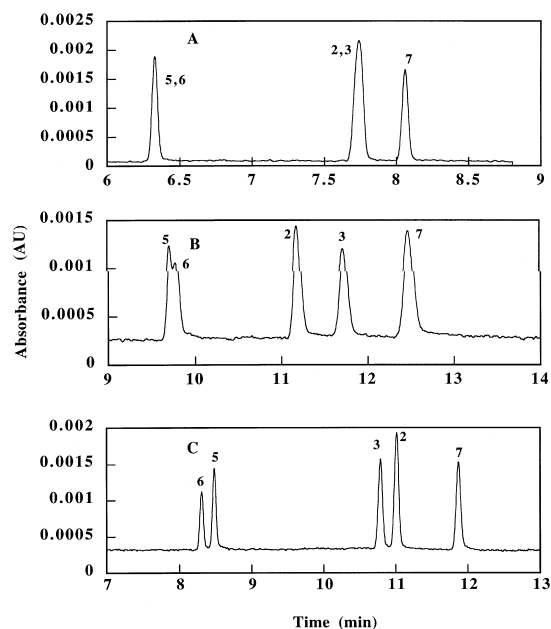 0.0025
A
2,3
0.002
7
5,6
0.0015
0.001
0.0005
0
6 6.5 7 7.5 8 8.5 9
0.0015
5 B 2 3 7
6
0.001
Absorbance (AU)
0.0005
0
9 10 11 12 13 14
0.002
C 5 3 2 7
0.0015
6
0.001
0.0005
0
7 8 9 10 11 12 13
Time (min)